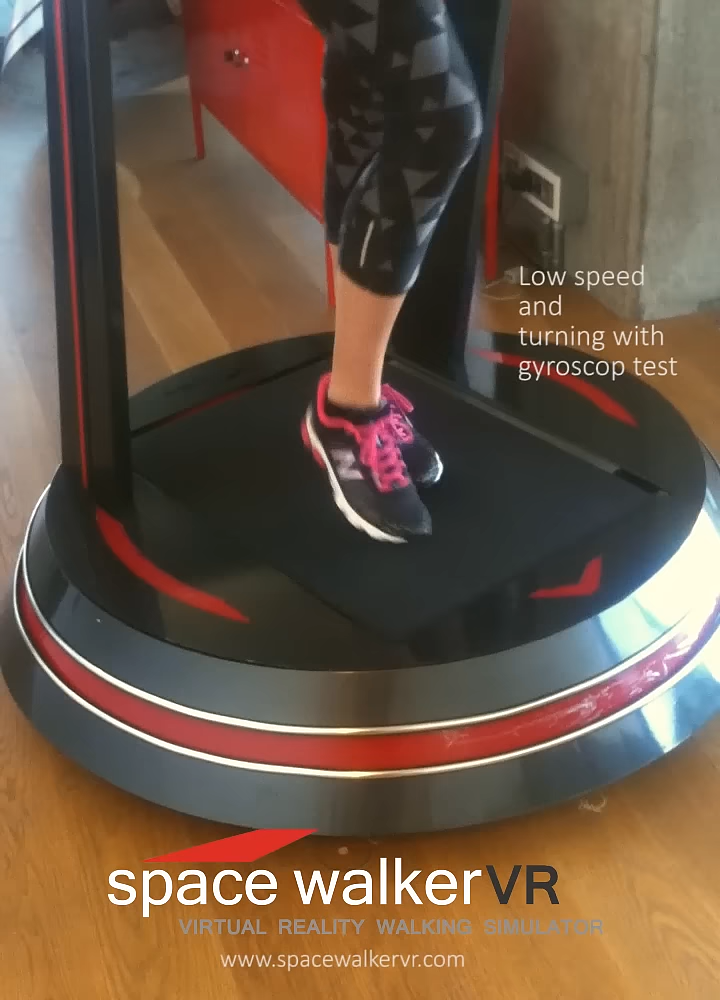 Low speed
and
turning with
gyroscop test
N
space walkerVR
VIRTUAL REALITY WALKING SIMULATOR
www.spacewalkervr.com